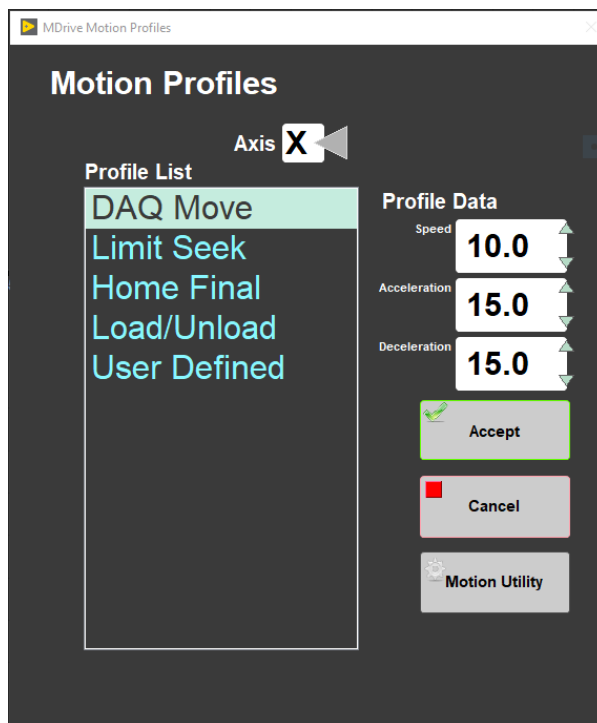 MDrive Motion Profiles
Motion Profiles
Axis X
Profile List
DAQ Move
Limit Seek
Home Final
Load/Unload
User Defined
Profile Data
Speed 10.0
Acceleration 15.0
Deceleration 15.0
Accept
Cancel
Motion Utility